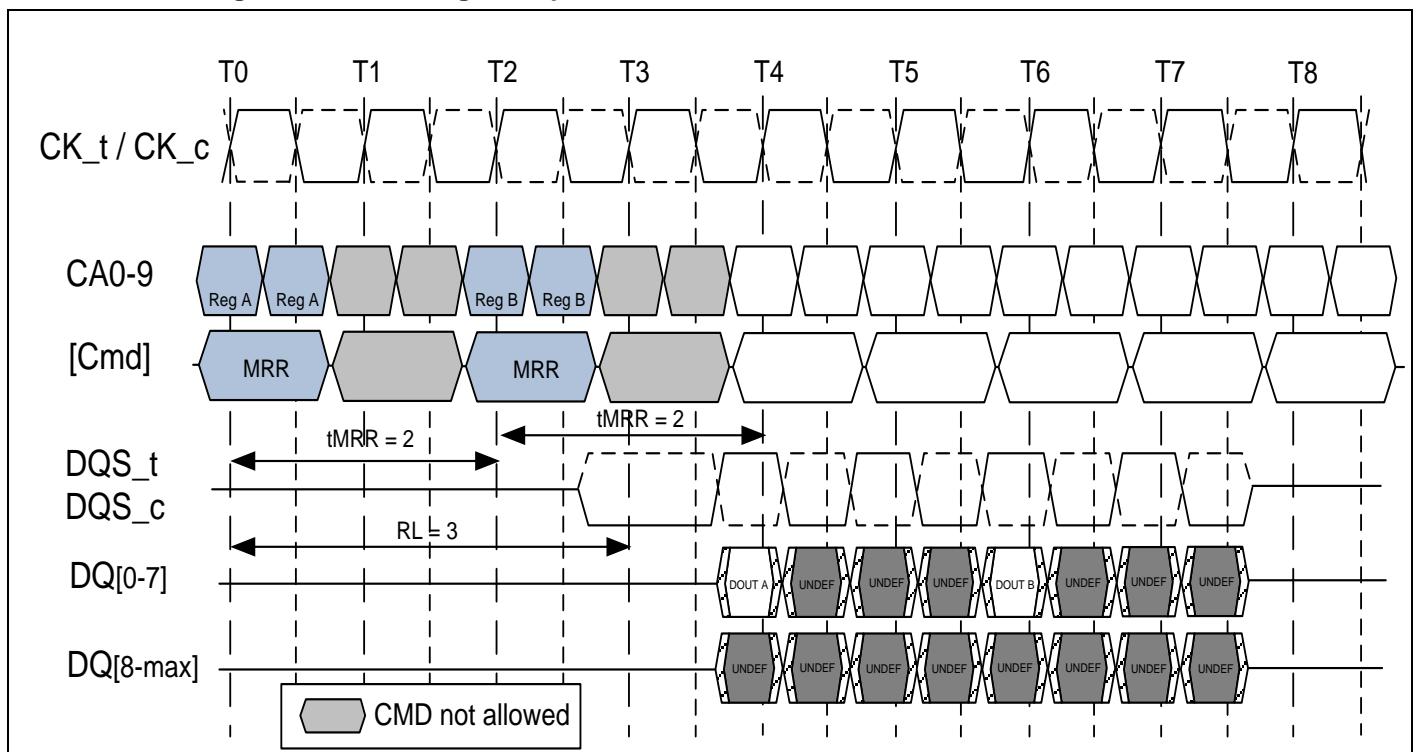 T0 T1 T2 T3 T4 T5 T6 T7 T8
CK_t / CK_c
CA0-9
Reg A Reg A Reg B Reg B
[Cmd]
MRR MRR
tMRR = 2
tMRR = 2
DQS_t
DQS_c
RL = 3
DQ[0-7]
DOUT A UNDEF UNDEF UNDEF DOUT B UNDEF UNDEF UNDEF
DQ[8-max]
UNDEF UNDEF UNDEF UNDEF UNDEF UNDEF UNDEF UNDEF
CMD not allowed